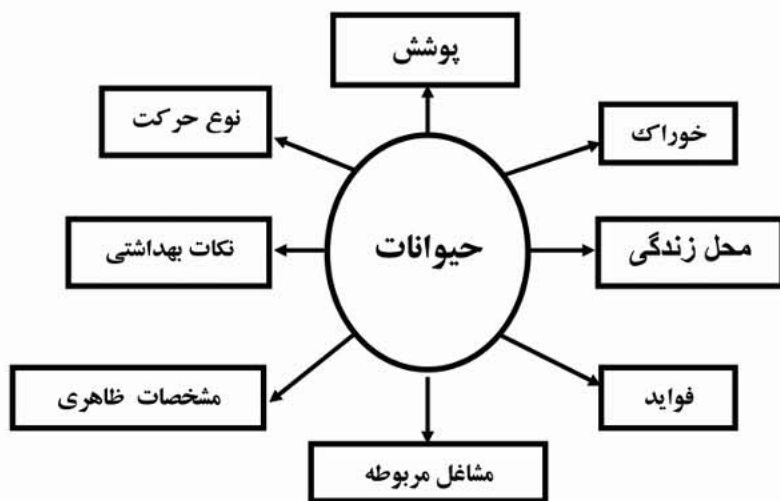 پوشش
خوراک
نوع حرکت
حیوانات
محل زندگی
نکات بهداشتی
فواید
مشخصات ظاهری
مشاغل مربوطه